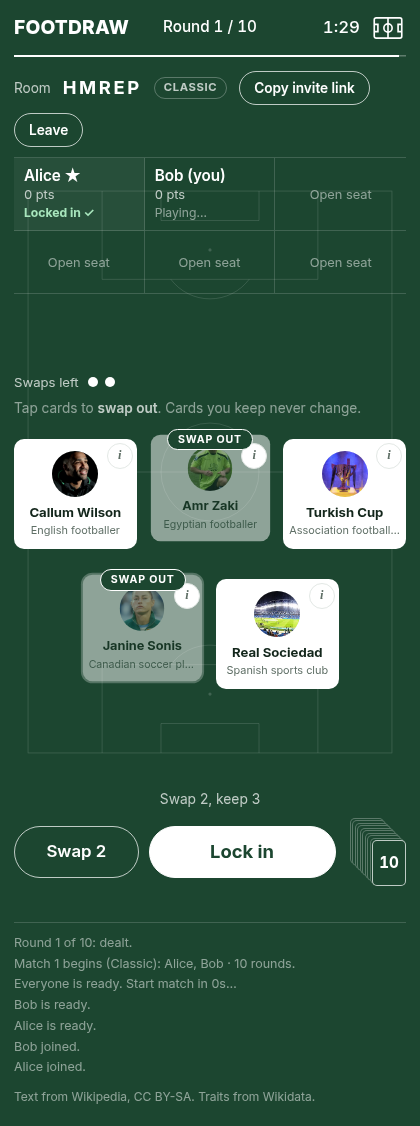 FOOTDRAW Round 1 / 10 1:29
Room HMREP CLASSIC Copy invite link
Leave
Alice ★ Bob (you)
0 pts 0 pts Open seat
Locked in ✓ Playing...
Open seat Open seat Open seat
Swaps left
Tap cards to swap out. Cards you keep never change.
SWAP OUT
i i i
Callum Wilson Amr Zaki Turkish Cup
English footballer Egyptian footballer Association football...
SWAP OUT
i i
Janine Sonis Real Sociedad
Canadian soccer pl... Spanish sports club
Swap 2, keep 3
Swap 2 Lock in 10
Round 1 of 10: dealt.
Match 1 begins (Classic): Alice, Bob · 10 rounds.
Everyone is ready. Start match in 0s...
Bob is ready.
Alice is ready.
Bob joined.
Alice joined.
Text from Wikipedia, CC BY-SA. Traits from Wikidata.